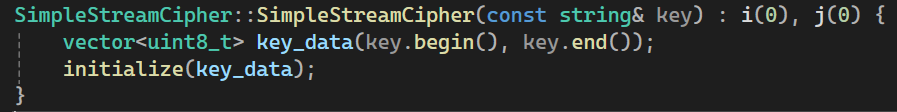 SimpleStreamCipher::SimpleStreamCipher(const string& key) : i(0), j(0) {
    vector<uint8_t> key_data(key.begin(), key.end());
    initialize(key_data);
}